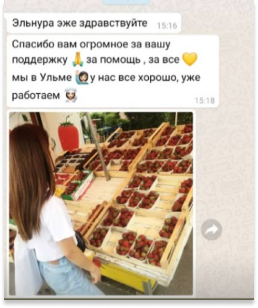 Эльнура эже здравствуйте 15:16
Спасибо вам огромное за вашу
поддержку 🙏 за помощь , за все 💛
мы в Ульме 🙋🏻‍♀️ у нас все хорошо, уже
работаем 👩🏻‍🍳
15:18